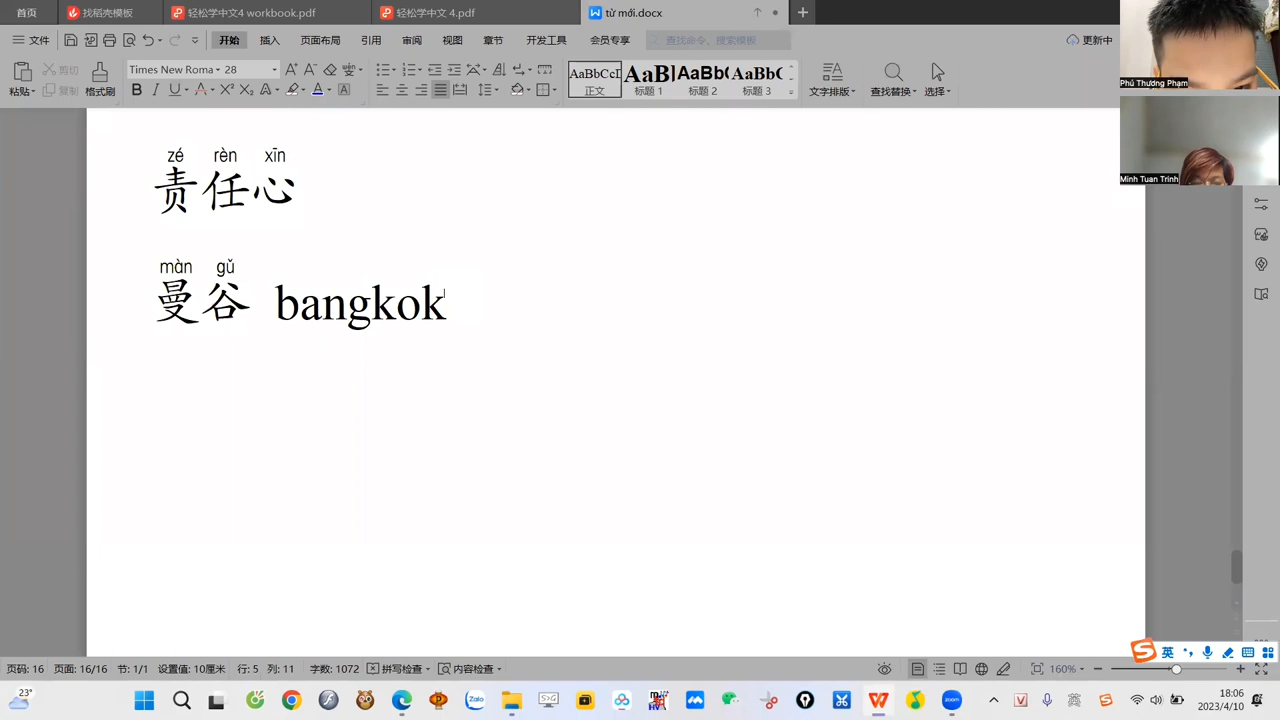 首页 找稻壳模板 轻松学中文4 workbook.pdf 轻松学中文 4.pdf từ mới.docx
文件 开始 插入 页面布局 引用 审阅 视图 章节 开发工具 会员专享 查找命令、搜索模板 更新中
粘贴 剪切 复制 格式刷 Times New Roma 28 AaBbCcD 正文 AaBl 标题 1 AaBb( 标题 2 AaBbC 标题 3 文字排版 查找替换 选择
Phú Thương Phạm
Minh Tuan Trinh
zé rèn xīn
责任心
màn gǔ
曼谷 bangkok
英
页码: 16 页面: 16/16 节: 1/1 设置值: 10厘米 行: 5 列: 11 字数: 1072 拼写检查 内容检查 160%
23° Zalo zoom 英 18:06
2023/4/10